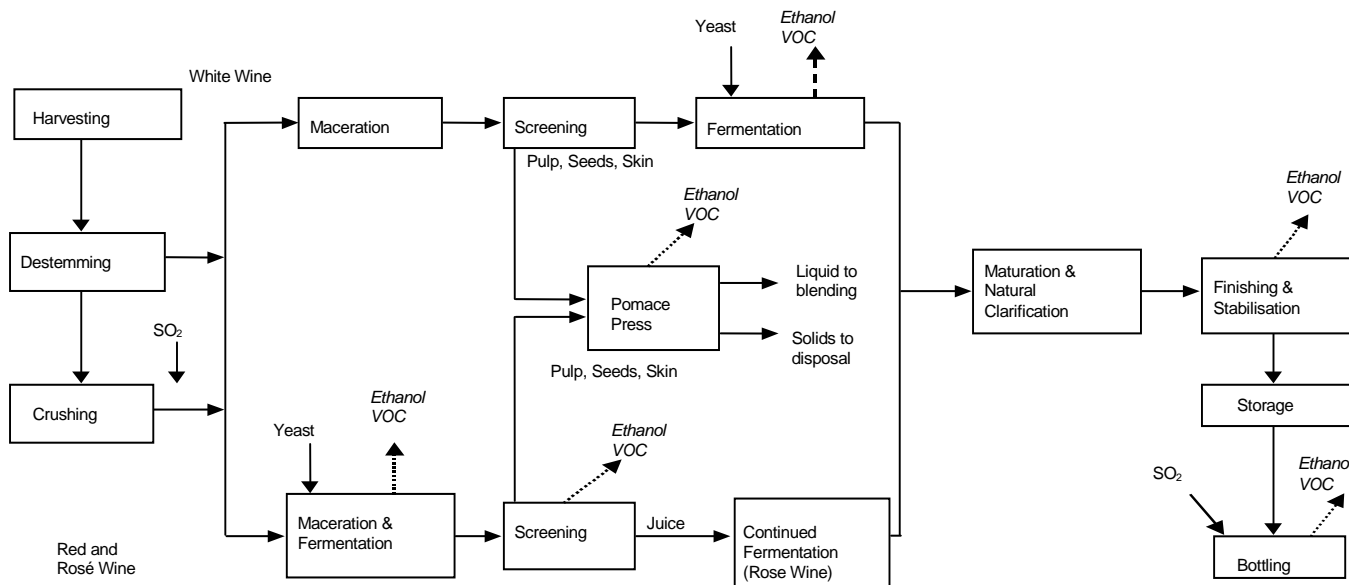 Yeast
Ethanol
VOC
White Wine
Harvesting
Maceration
Screening
Fermentation
Pulp, Seeds, Skin
Ethanol
VOC
Ethanol
VOC
Destemming
Pomace
Press
Liquid to
blending
Solids to
disposal
Maturation &
Natural
Clarification
Finishing &
Stabilisation
SO₂
Pulp, Seeds, Skin
Crushing
Ethanol
VOC
Storage
Yeast
Ethanol
VOC
Ethanol
VOC
SO₂
Maceration &
Fermentation
Screening
Juice
Continued
Fermentation
(Rose Wine)
Red and
Rosé Wine
Bottling